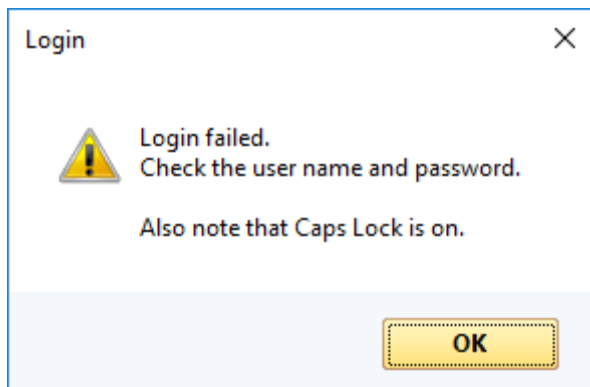 Login
Login failed.
Check the user name and password.
Also note that Caps Lock is on.
OK